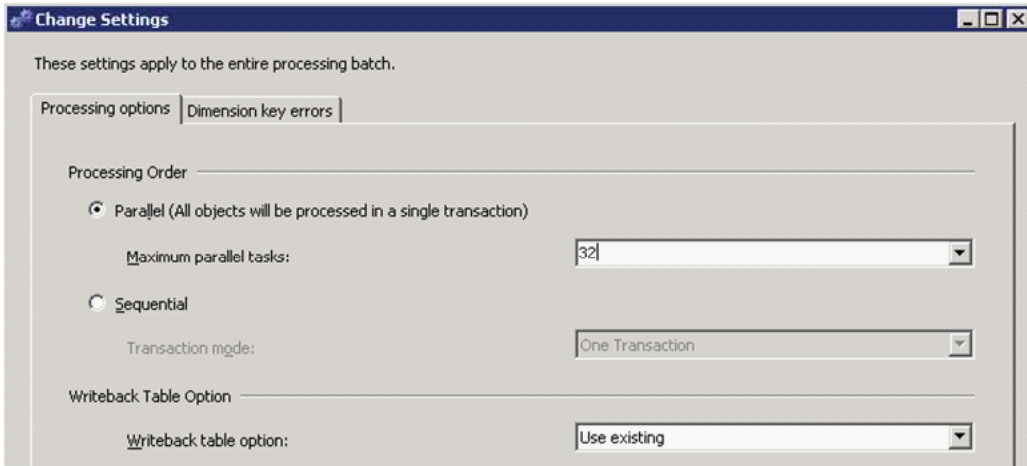 Change Settings
These settings apply to the entire processing batch.
Processing options Dimension key errors
Processing Order
Parallel (All objects will be processed in a single transaction)
Maximum parallel tasks: 32
Sequential
Transaction mode: One Transaction
Writeback Table Option
Writeback table option: Use existing